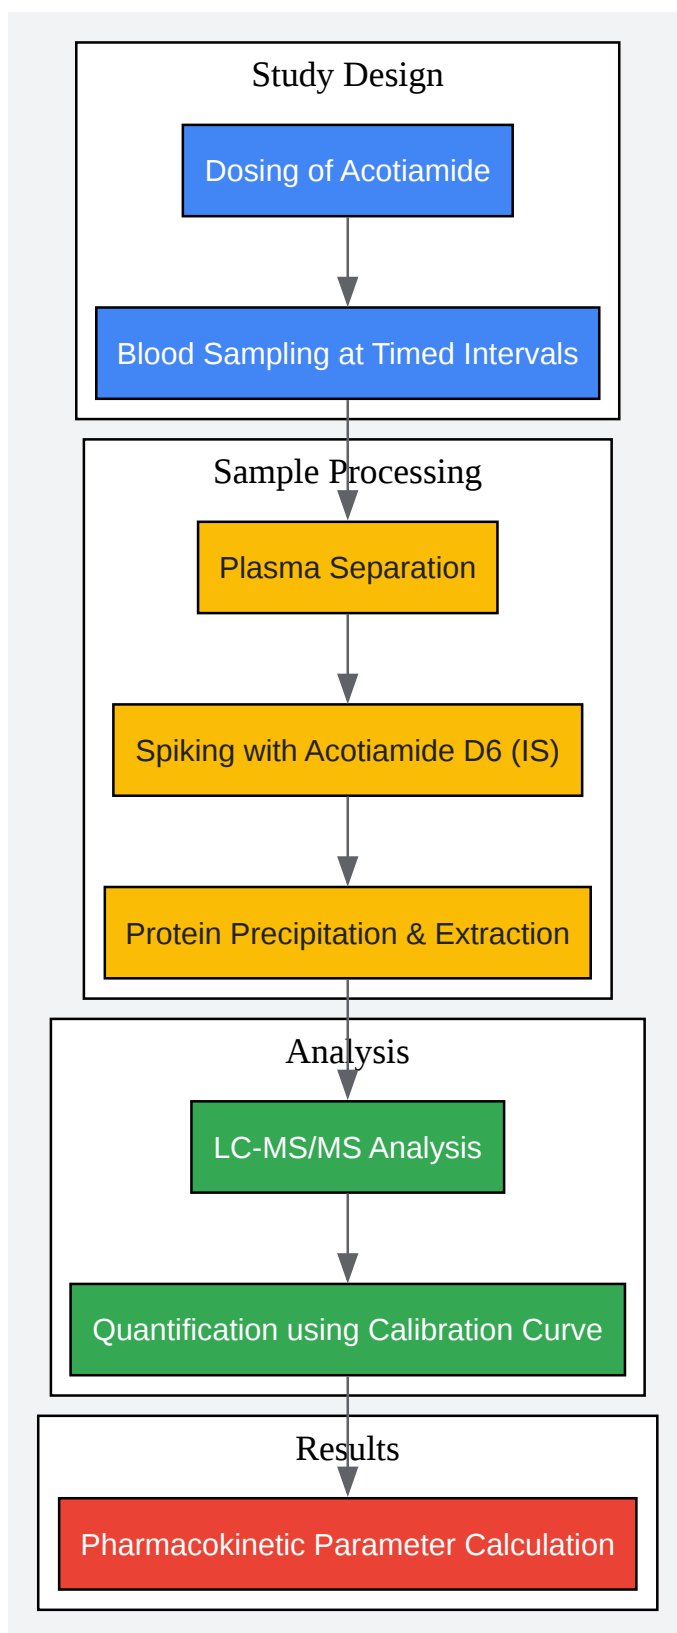 Study Design
Dosing of Acotiamide
Blood Sampling at Timed Intervals
Sample Processing
Plasma Separation
Spiking with Acotiamide D6 (IS)
Protein Precipitation & Extraction
Analysis
LC-MS/MS Analysis
Quantification using Calibration Curve
Results
Pharmacokinetic Parameter Calculation